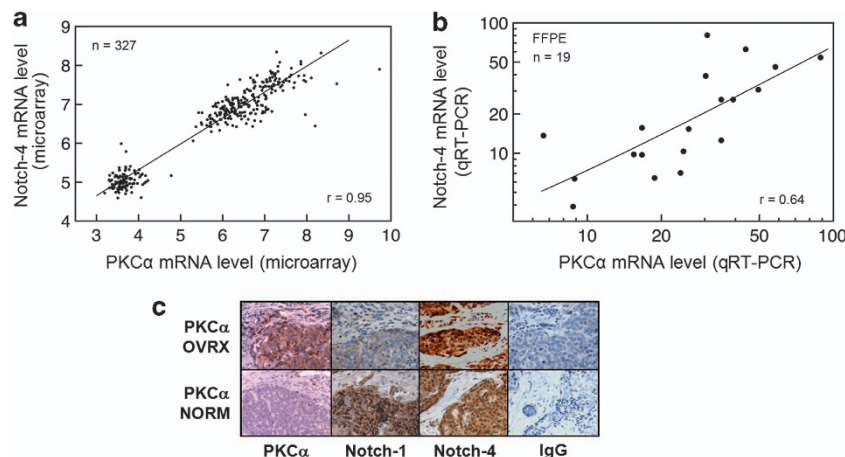 a
n = 327
r = 0.95
Notch-4 mRNA level
(microarray)
9
8
7
6
5
4
3 4 5 6 7 8 9 10
PKCα mRNA level (microarray)
b
FFPE
n = 19
r = 0.64
Notch-4 mRNA level
(qRT-PCR)
100
50
20
10
10 20 50 100
PKCα mRNA level (qRT-PCR)
c
PKCα
OVRX
PKCα
NORM
PKCα Notch-1 Notch-4 IgG